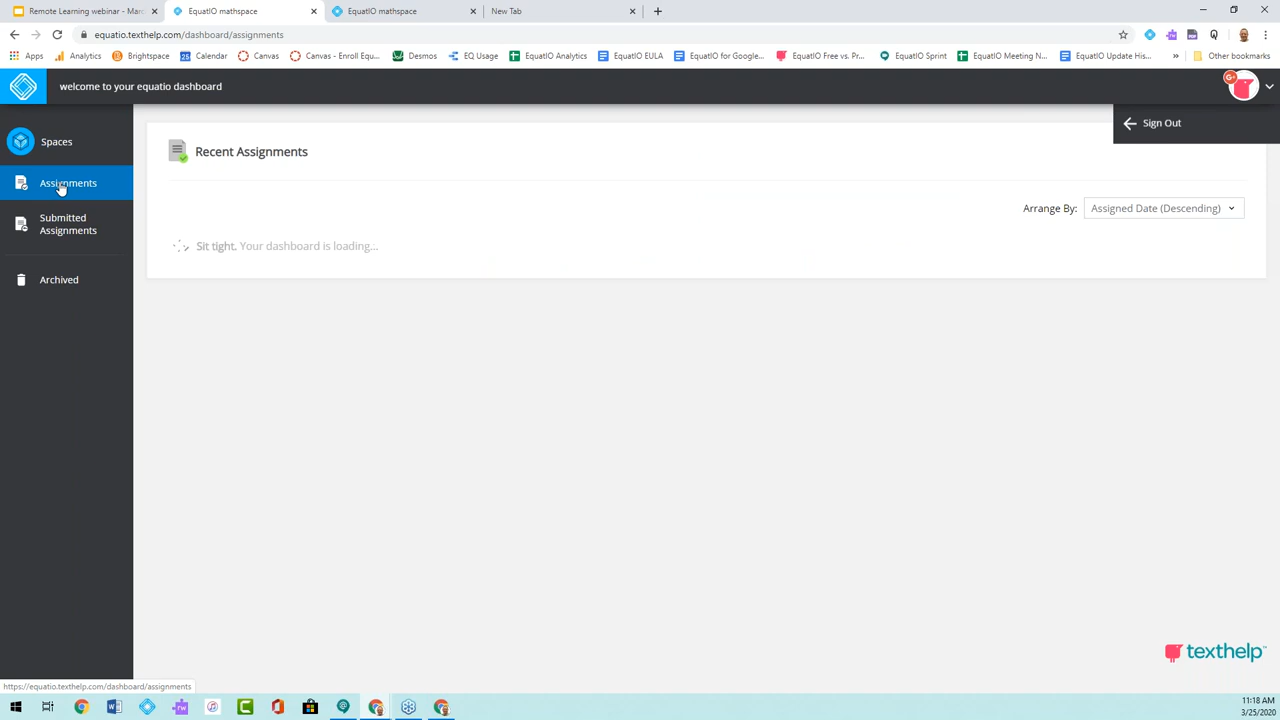 Remote Learning webinar - Marc
EquatIO mathspace
EquatIO mathspace
New Tab
equatio.texthelp.com/dashboard/assignments
Apps
Analytics
Brightspace
Calendar
Canvas
Canvas - Enroll Equ...
Desmos
EQ Usage
EquatIO Analytics
EquatIO EULA
EquatIO for Google...
EquatIO Free vs. Pr...
EquatIO Sprint
EquatIO Meeting N...
EquatIO Update His...
»
Other bookmarks
welcome to your equatio dashboard
G+
Sign Out
Spaces
Assignments
Submitted
Assignments
Archived
Recent Assignments
Arrange By: Assigned Date (Descending)
Sit tight. Your dashboard is loading...
texthelp™
https://equatio.texthelp.com/dashboard/assignments
11:18 AM
3/25/2020